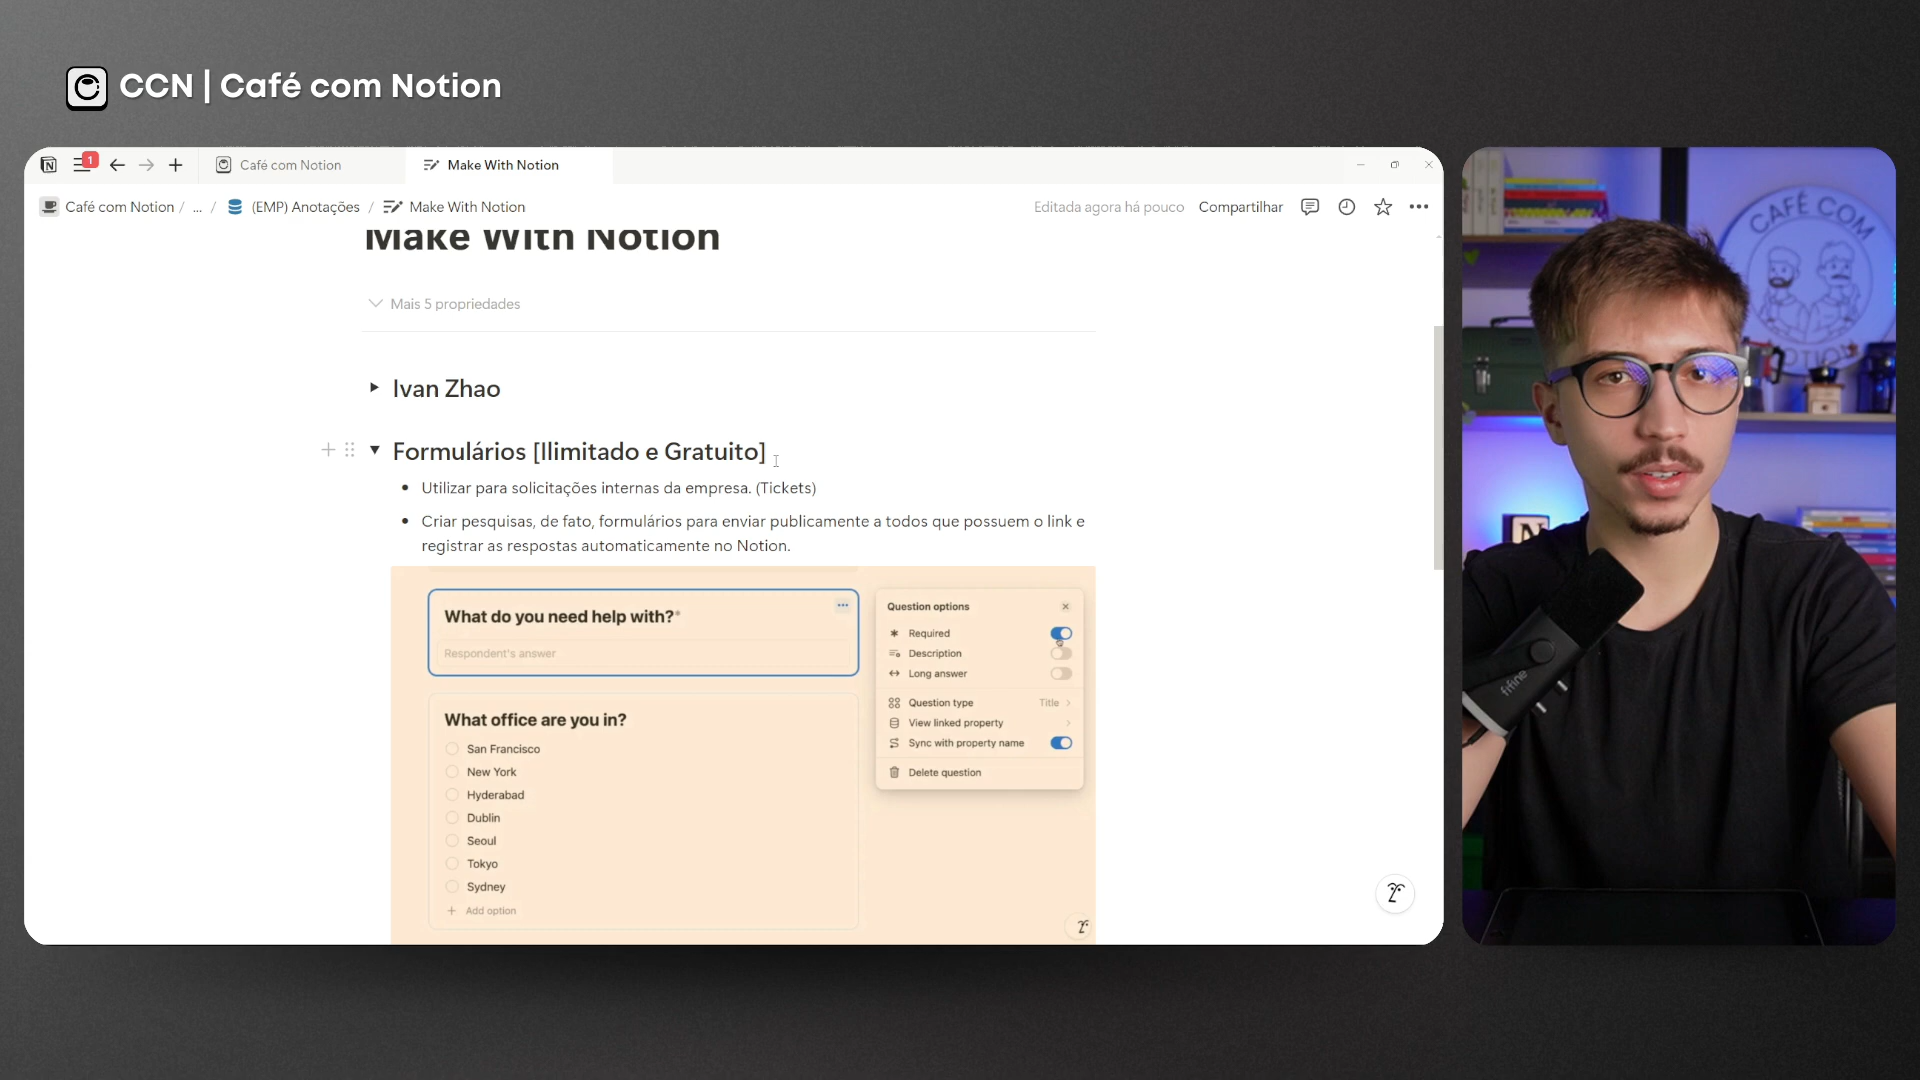 CCN | Café com Notion
1
Café com Notion
Make With Notion
Café com Notion / ... / (EMP) Anotações / Make With Notion
Editada agora há pouco
Compartilhar
Make With Notion
Mais 5 propriedades
Ivan Zhao
Formulários [Ilimitado e Gratuito]
Utilizar para solicitações internas da empresa. (Tickets)
Criar pesquisas, de fato, formulários para enviar publicamente a todos que possuem o link e
registrar as respostas automaticamente no Notion.
What do you need help with?*
Respondent's answer
What office are you in?
San Francisco
New York
Hyderabad
Dublin
Seoul
Tokyo
Sydney
Add option
Question options
Required
Description
Long answer
Question type Title
View linked property
Sync with property name
Delete question
CAFÉ COM
NOTION
fifine